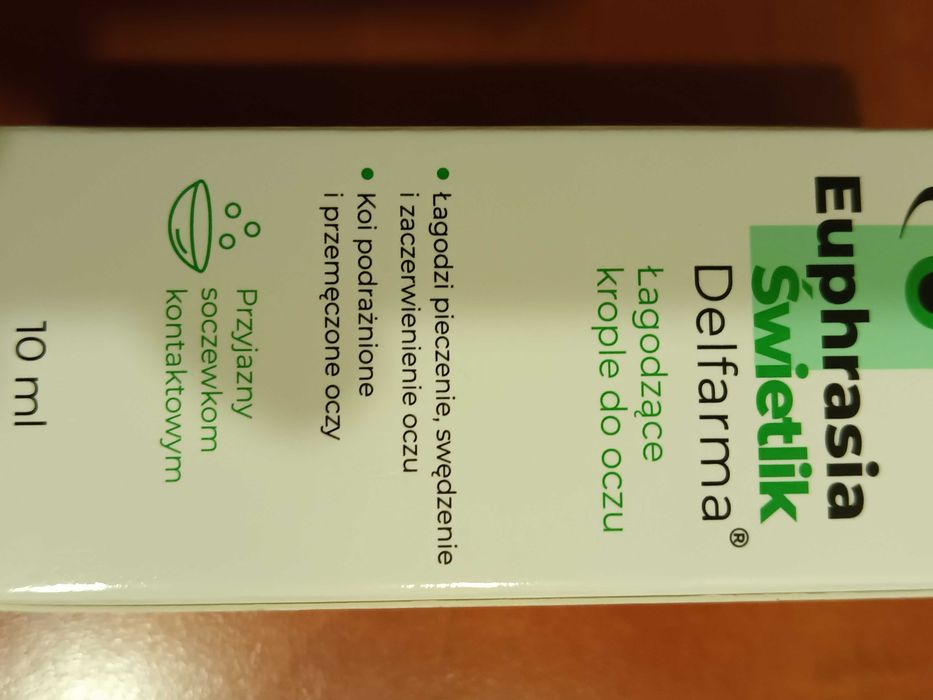 Euphrasia
Świetlik
Delfarma®
Łagodzące
krople do oczu
• Łagodzi pieczenie, swędzenie
i zaczerwienienie oczu
• Koi podrażnione
i przemęczone oczy
Przyjazny
soczewkom
kontaktowym
10 ml